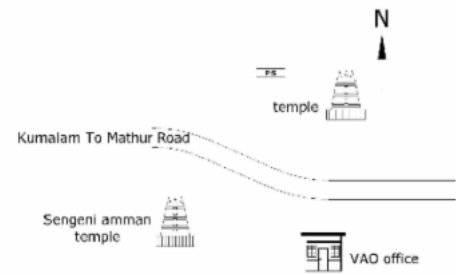 N
PS
temple
Kumalam To Mathur Road
Sengeni amman
temple
VAO office